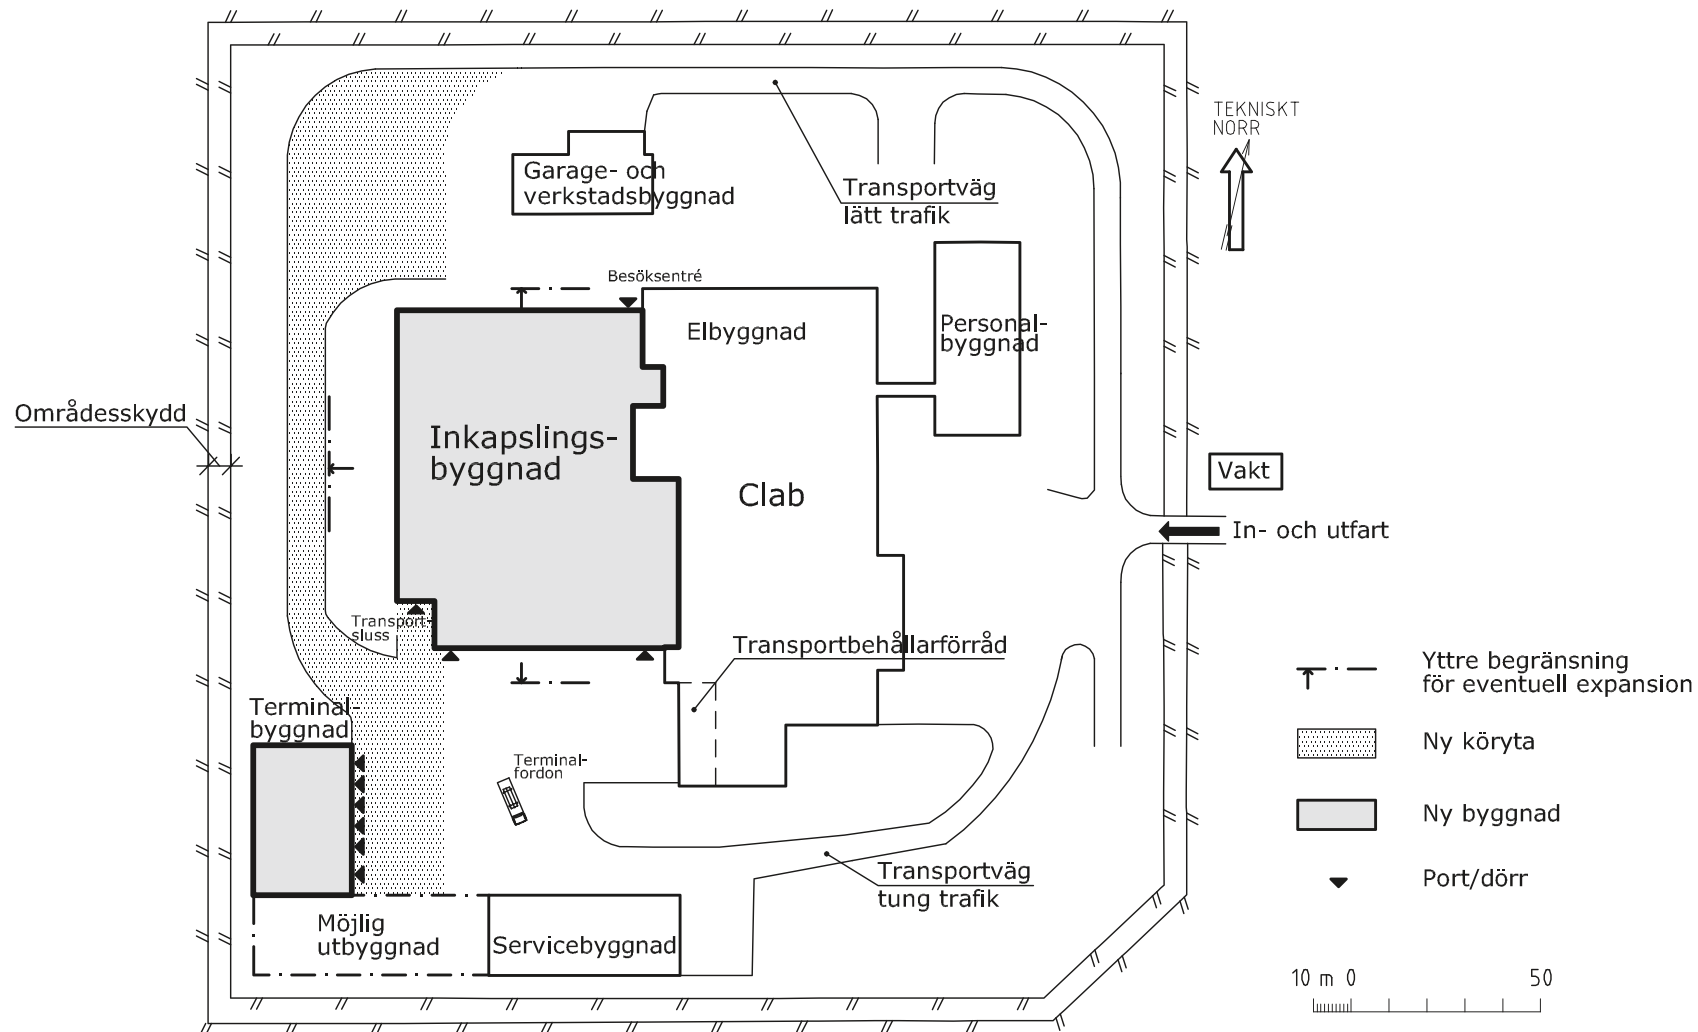 TEKNISKT
NORR
Garage- och
verkstadsbyggnad
Transportväg
lätt trafik
Besöksentré
Elbyggnad
Personal-
byggnad
Områdesskydd
Inkapslings-
byggnad
Clab
Vakt
In- och utfart
Transport-
sluss
Transportbehållarförråd
Terminal-
byggnad
Terminal-
fordon
Transportväg
tung trafik
Möjlig
utbyggnad
Servicebyggnad
Yttre begränsning
för eventuell expansion
Ny köryta
Ny byggnad
Port/dörr
10 m 0 50